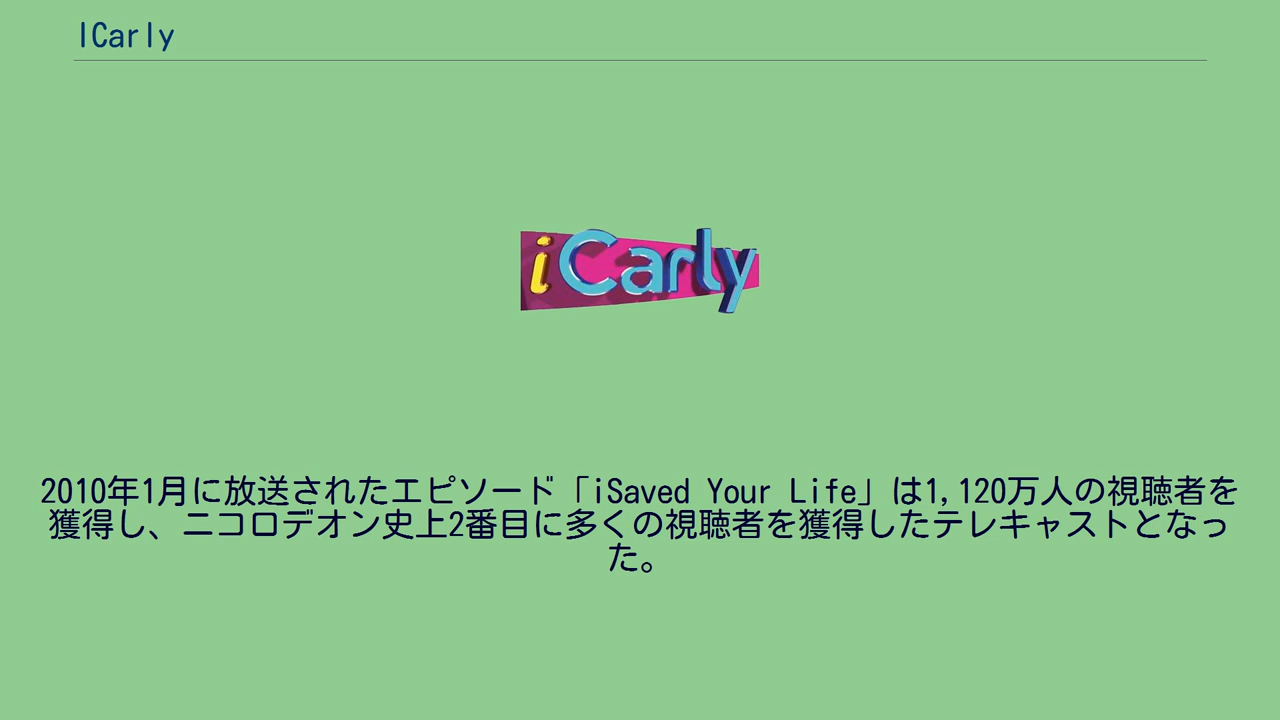 ICarly
iCarly
2010年1月に放送されたエピソード「iSaved Your Life」は1,120万人の視聴者を
獲得し、ニコロデオン史上2番目に多くの視聴者を獲得したテレキャストとなっ
た。